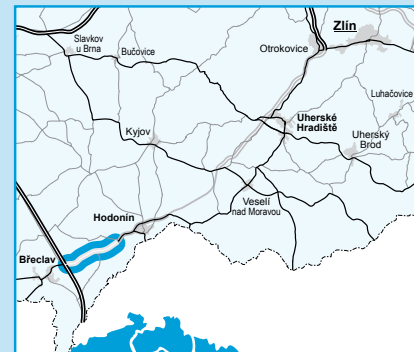 Zlín
Slavkov
u Brna
Bučovice
Otrokovice
Luhačovice
Uherské
Hradiště
Kyjov
Uherský
Brod
Veselí
nad Moravou
Hodonín
Břeclav